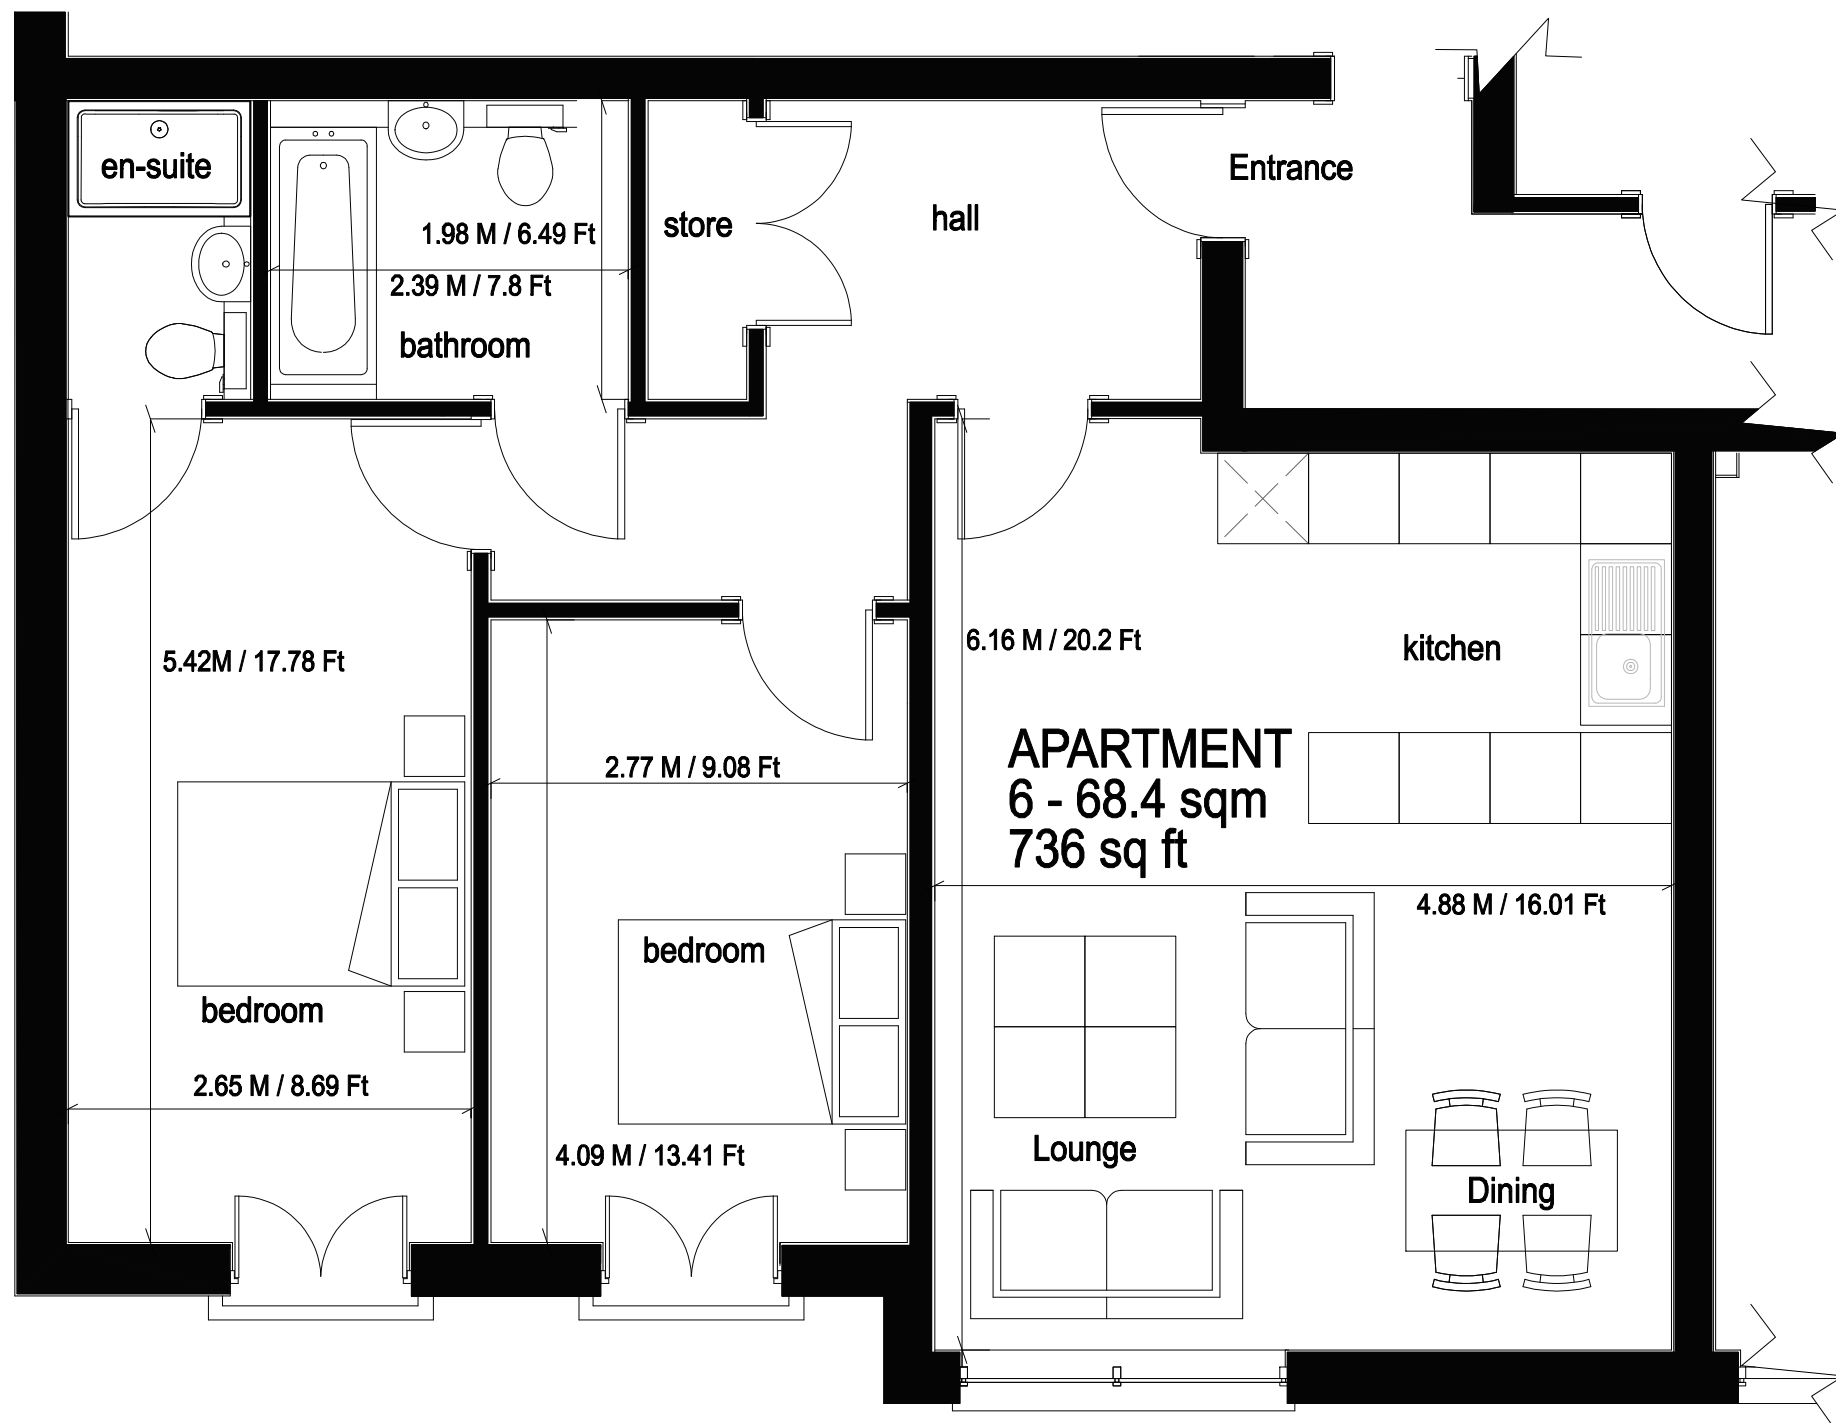 en-suite
Entrance
store
hall
1.98 M / 6.49 Ft
2.39 M / 7.8 Ft
bathroom
5.42M / 17.78 Ft
6.16 M / 20.2 Ft
kitchen
2.77 M / 9.08 Ft
APARTMENT
6 - 68.4 sqm
736 sq ft
4.88 M / 16.01 Ft
bedroom
bedroom
2.65 M / 8.69 Ft
4.09 M / 13.41 Ft
Lounge
Dining